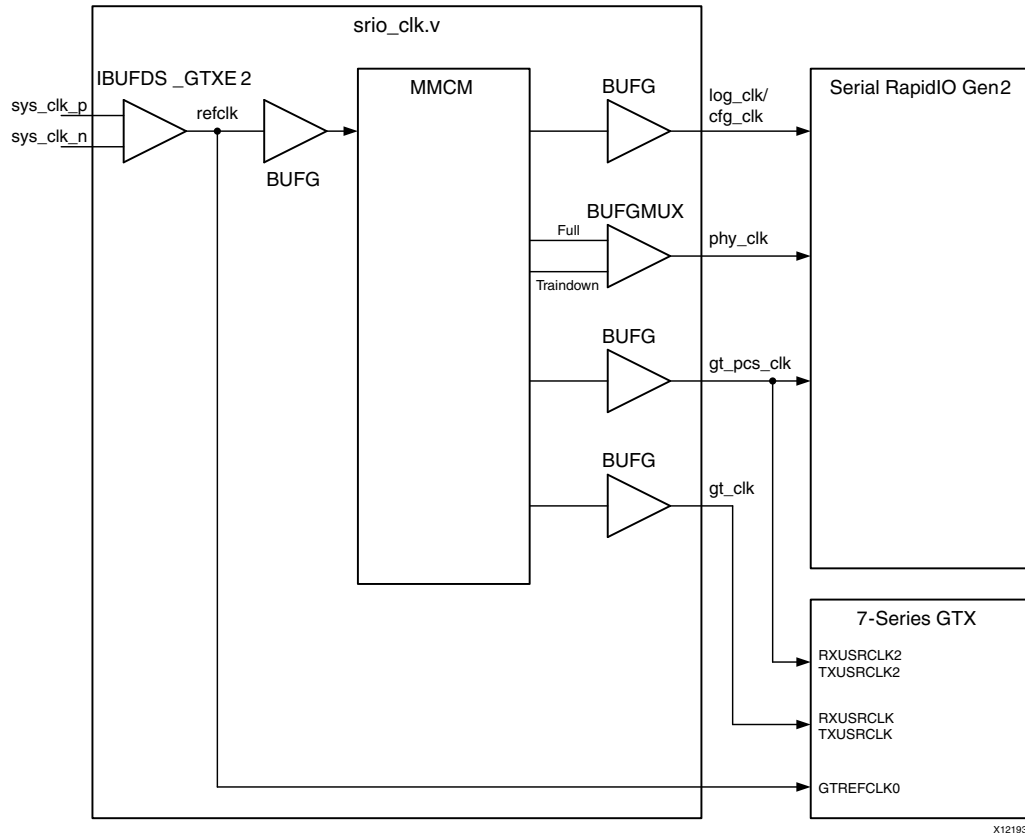 srio_clk.v
IBUFDS _GTXE 2
MMCM
BUFG
log_clk/
cfg_clk
Serial RapidIO Gen2
sys_clk_p
sys_clk_n
refclk
BUFG
BUFGMUX
Full
Traindown
phy_clk
BUFG
gt_pcs_clk
BUFG
gt_clk
7-Series GTX
RXUSRCLK2
TXUSRCLK2
RXUSRCLK
TXUSRCLK
GTREFCLK0
X12193